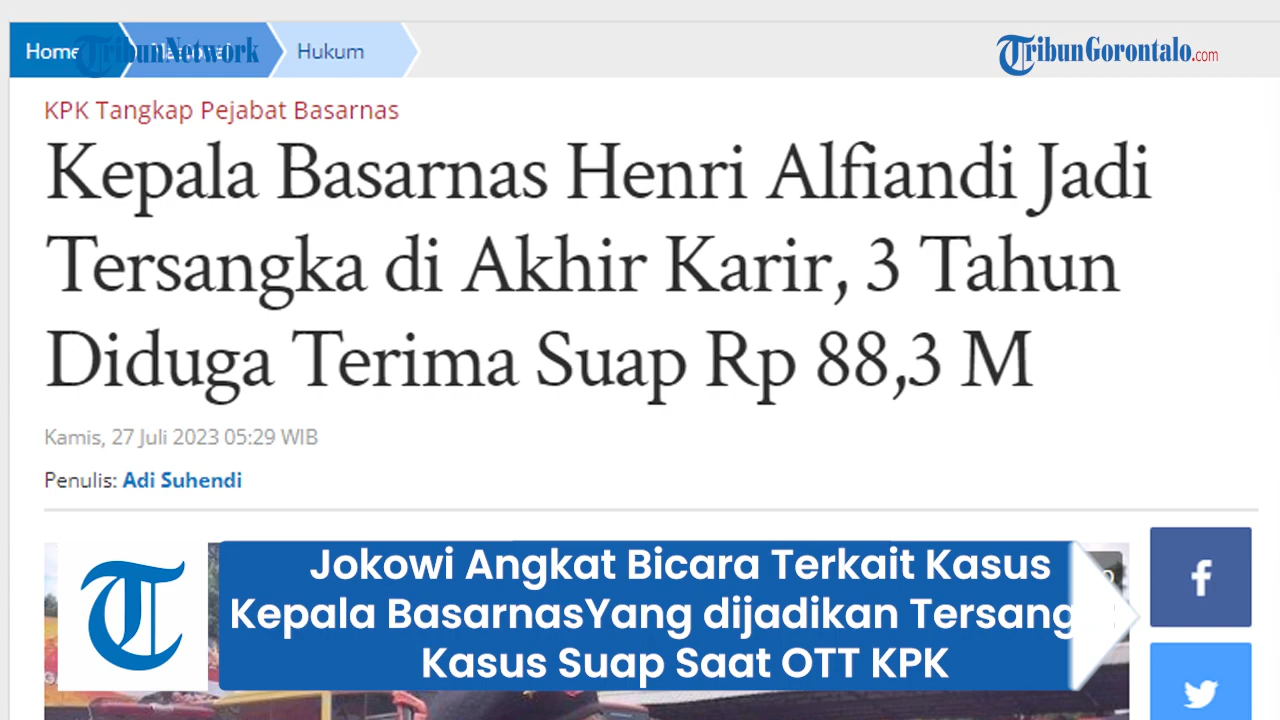 Home
TribunNetwork
Hukum
TribunGorontalo.com
KPK Tangkap Pejabat Basarnas
Kepala Basarnas Henri Alfiandi Jadi
Tersangka di Akhir Karir, 3 Tahun
Diduga Terima Suap Rp 88,3 M
Kamis, 27 Juli 2023 05:29 WIB
Penulis: Adi Suhendi
Jokowi Angkat Bicara Terkait Kasus
Kepala BasarnasYang dijadikan
Kasus Suap Saat OTT KPK